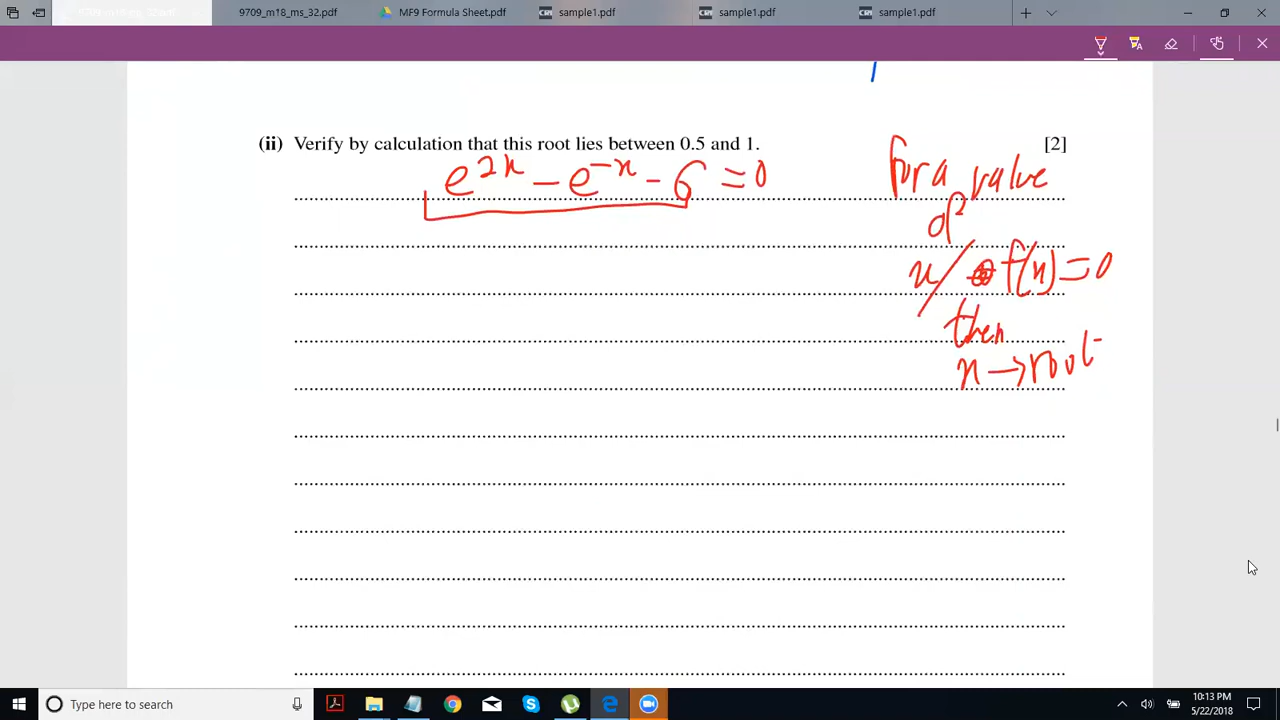 9709_m18_ms_32.pdf
MF9 Formula Sheet.pdf
sample1.pdf
sample1.pdf
sample1.pdf
(ii) Verify by calculation that this root lies between 0.5 and 1. [2]
e^{2x} - e^{-x} - 6 = 0
for a value
of
x / f(x) = 0
then
x → root
Type here to search
10:13 PM
5/22/2018